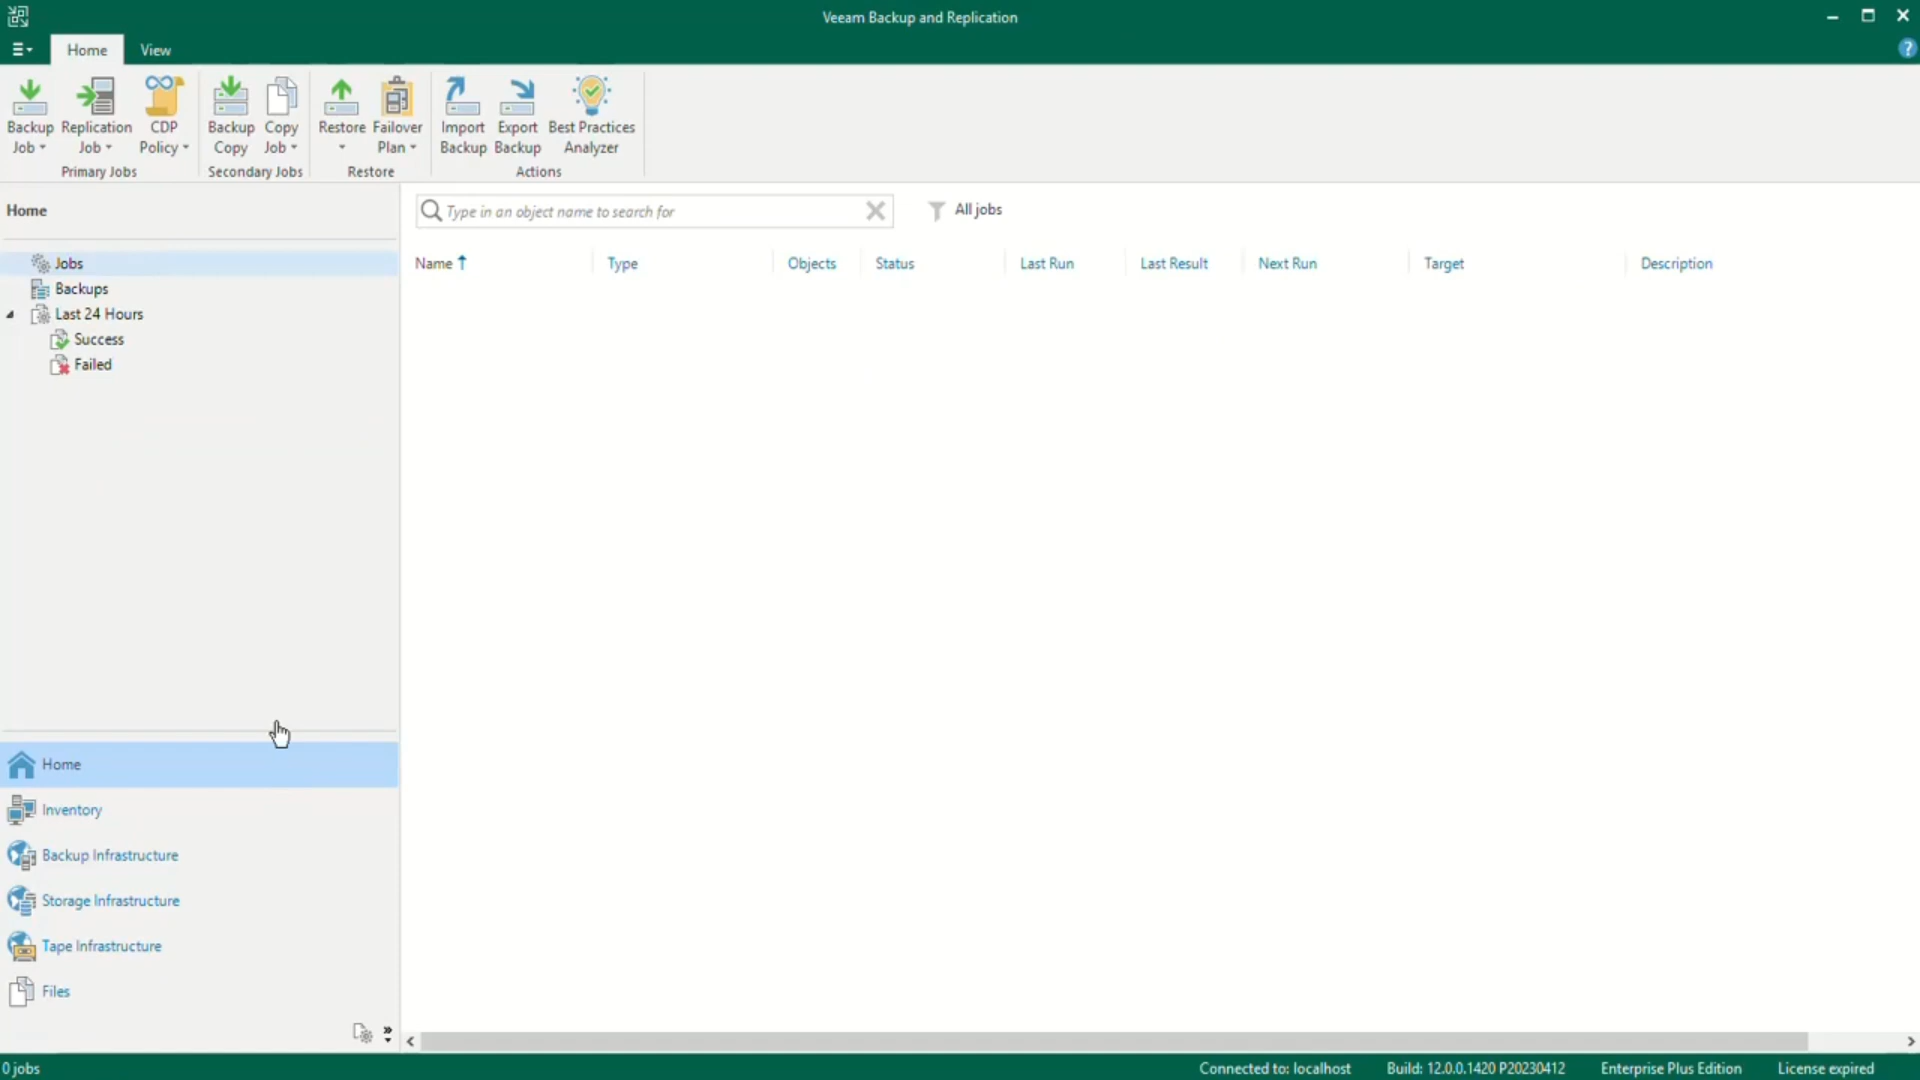 Veeam Backup and Replication
Home View
Backup Job
Replication Job
CDP Policy
Primary Jobs
Backup Copy
Copy Job
Secondary Jobs
Restore
Failover Plan
Restore
Import Backup
Export Backup
Best Practices Analyzer
Actions
Home
Jobs
Backups
Last 24 Hours
Success
Failed
Home
Inventory
Backup Infrastructure
Storage Infrastructure
Tape Infrastructure
Files
Type in an object name to search for
All jobs
Name Type Objects Status Last Run Last Result Next Run Target Description
0 jobs
Connected to: localhost Build: 12.0.0.1420 P20230412 Enterprise Plus Edition License expired